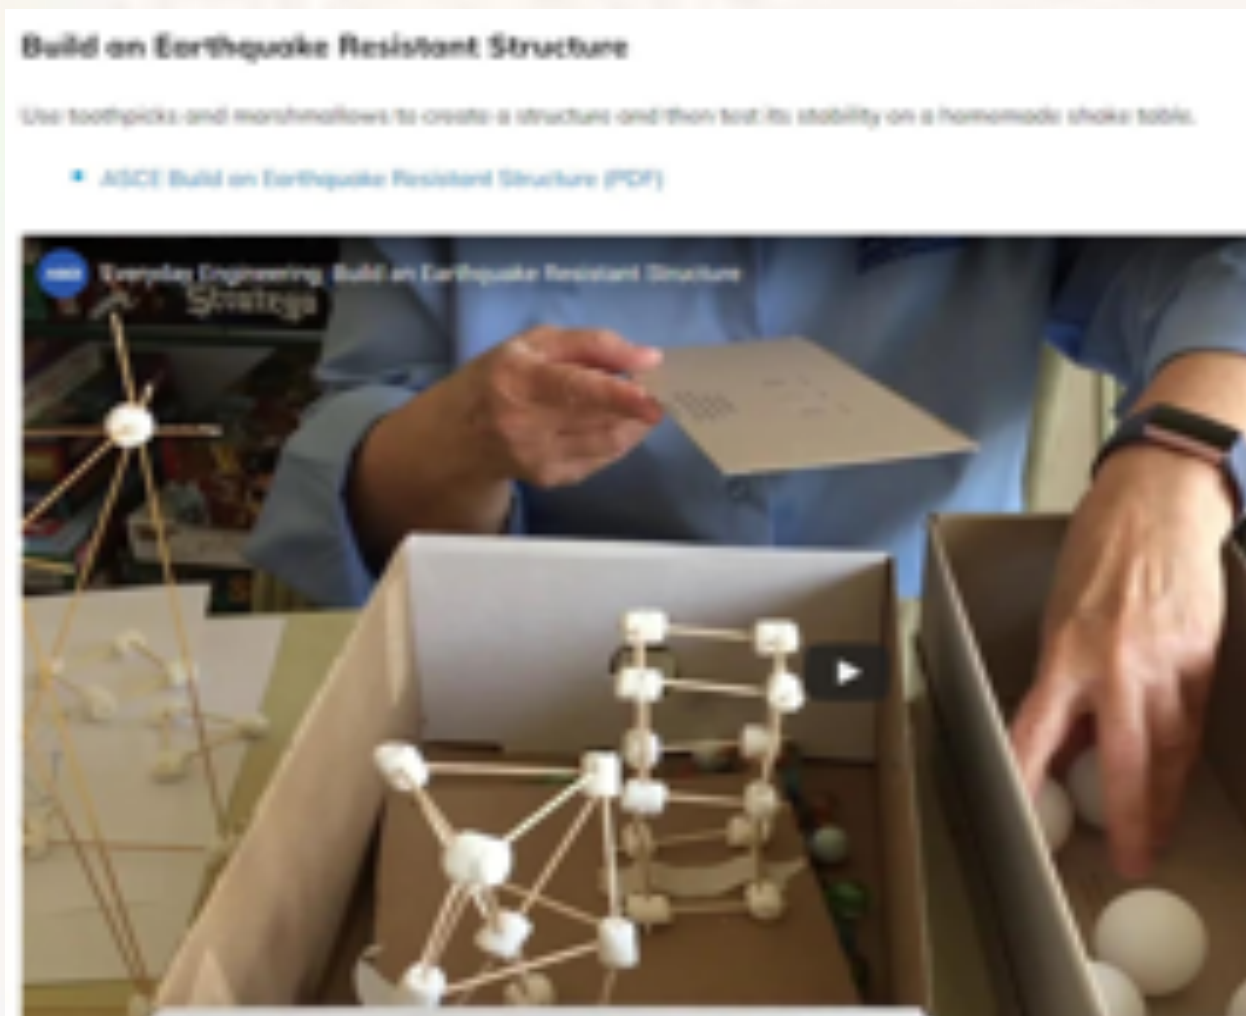 Build an Earthquake Resistant Structure
Use toothpicks and marshmallows to create a structure and then test its stability on a homemade shake table.
ASCE Build an Earthquake Resistant Structure (PDF)
Everyday Engineering: Build an Earthquake Resistant Structure
Stratego